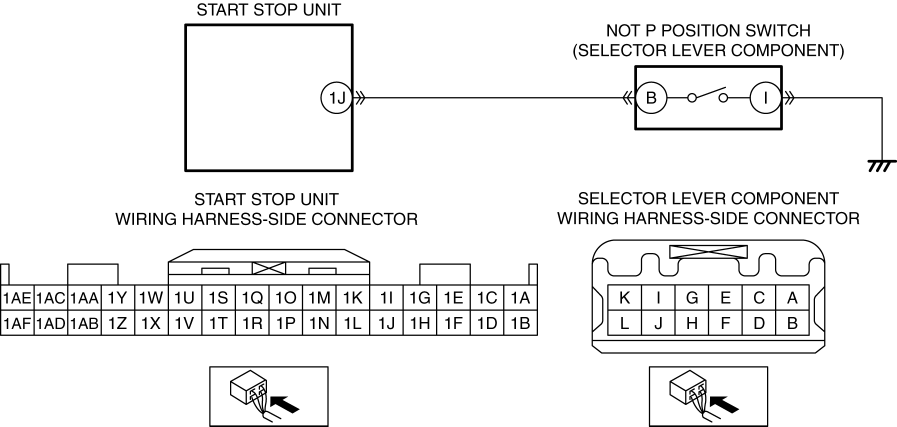 START STOP UNIT
NOT P POSITION SWITCH
(SELECTOR LEVER COMPONENT)
1J
B
I
START STOP UNIT
WIRING HARNESS-SIDE CONNECTOR
SELECTOR LEVER COMPONENT
WIRING HARNESS-SIDE CONNECTOR
1AE 1AC 1AA 1Y 1W 1U 1S 1Q 1O 1M 1K 1I 1G 1E 1C 1A
1AF 1AD 1AB 1Z 1X 1V 1T 1R 1P 1N 1L 1J 1H 1F 1D 1B
K I G E C A
L J H F D B